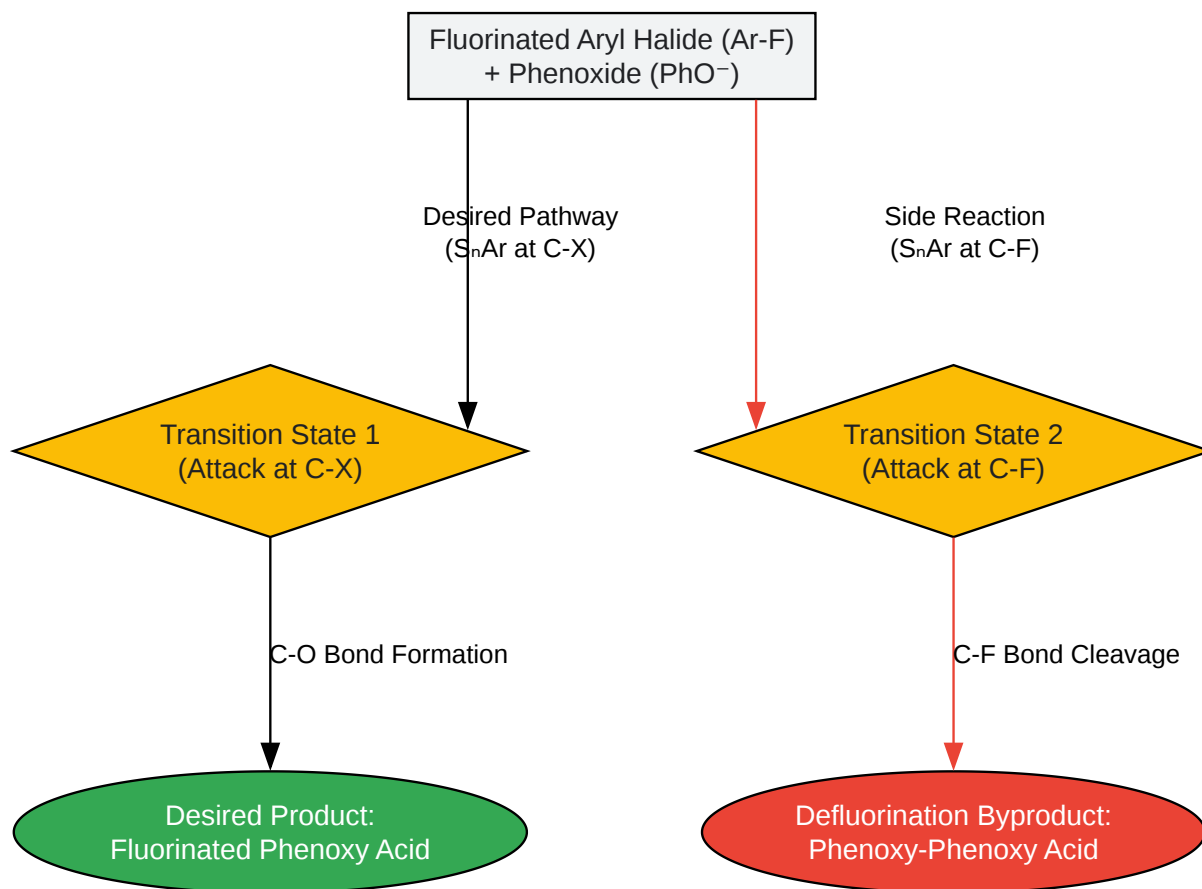 Fluorinated Aryl Halide (Ar-F)
+ Phenoxide (PhO⁻)
Desired Pathway
(SₙAr at C-X)
Side Reaction
(SₙAr at C-F)
Transition State 1
(Attack at C-X)
Transition State 2
(Attack at C-F)
C-O Bond Formation
C-F Bond Cleavage
Desired Product:
Fluorinated Phenoxy Acid
Defluorination Byproduct:
Phenoxy-Phenoxy Acid